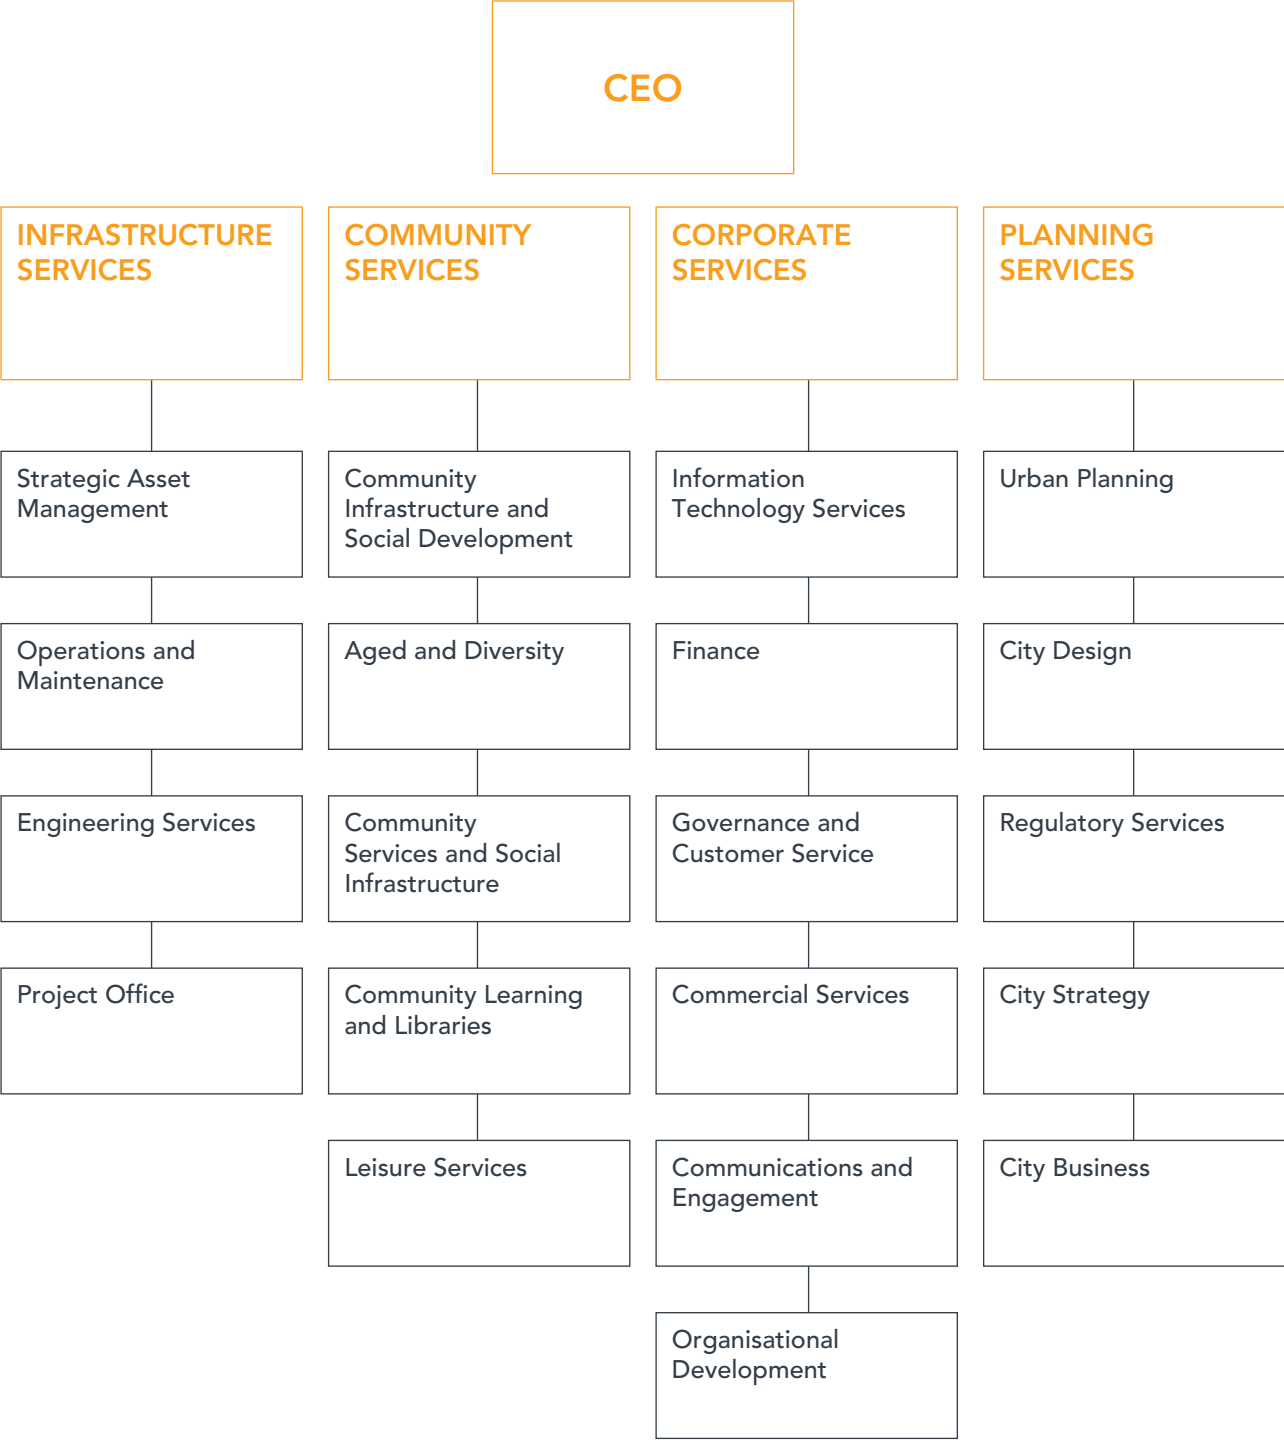 CEO
INFRASTRUCTURE
SERVICES
COMMUNITY
SERVICES
CORPORATE
SERVICES
PLANNING
SERVICES
Strategic Asset
Management
Community
Infrastructure and
Social Development
Information
Technology Services
Urban Planning
Operations and
Maintenance
Aged and Diversity
Finance
City Design
Engineering Services
Community
Services and Social
Infrastructure
Governance and
Customer Service
Regulatory Services
Project Office
Community Learning
and Libraries
Commercial Services
City Strategy
Leisure Services
Communications and
Engagement
City Business
Organisational
Development